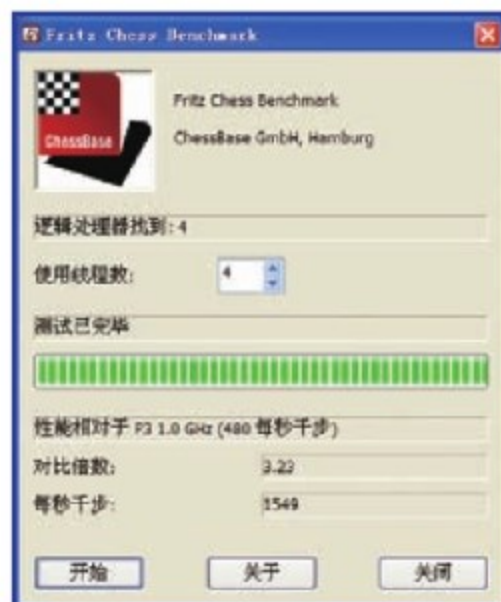 Fritz Chess Benchmark
ChessBase
Fritz Chess Benchmark
ChessBase GmbH, Hamburg
逻辑处理器找到: 4
使用线程数: 4
测试已完毕
性能相对于 P3 1.0 GHz (480 每秒千步)
对比倍数: 3.23
每秒千步: 1549
开始 关于 关闭